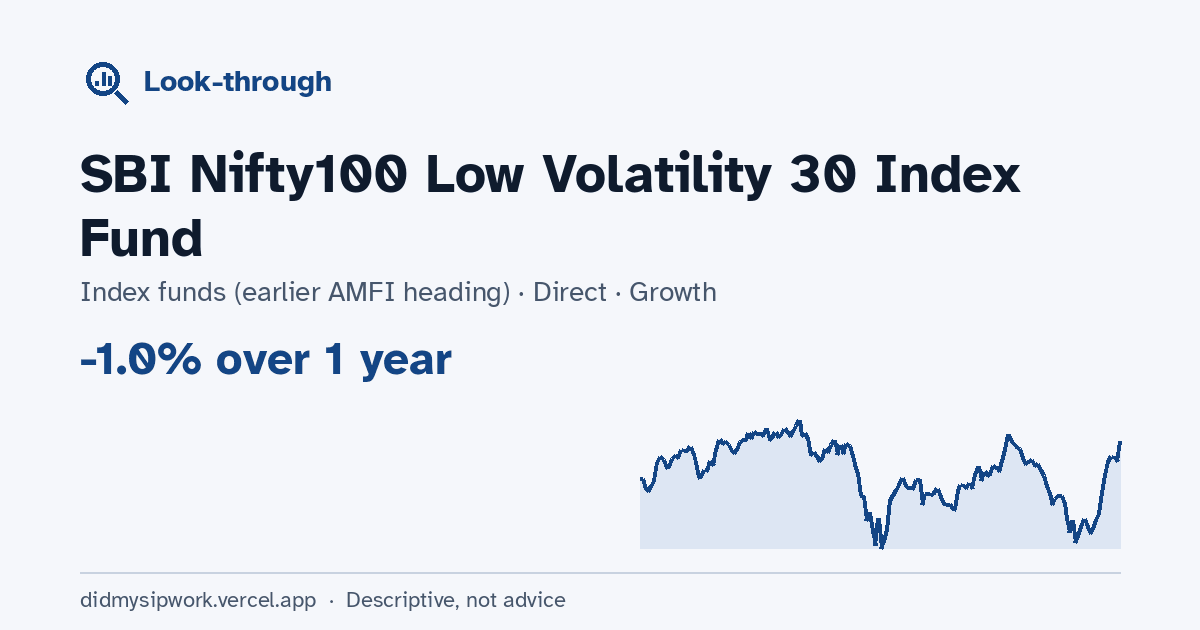 Look-through
SBI Nifty100 Low Volatility 30 Index
Fund
Index funds (earlier AMFI heading) · Direct · Growth
-1.0% over 1 year
didmysipwork.vercel.app · Descriptive, not advice